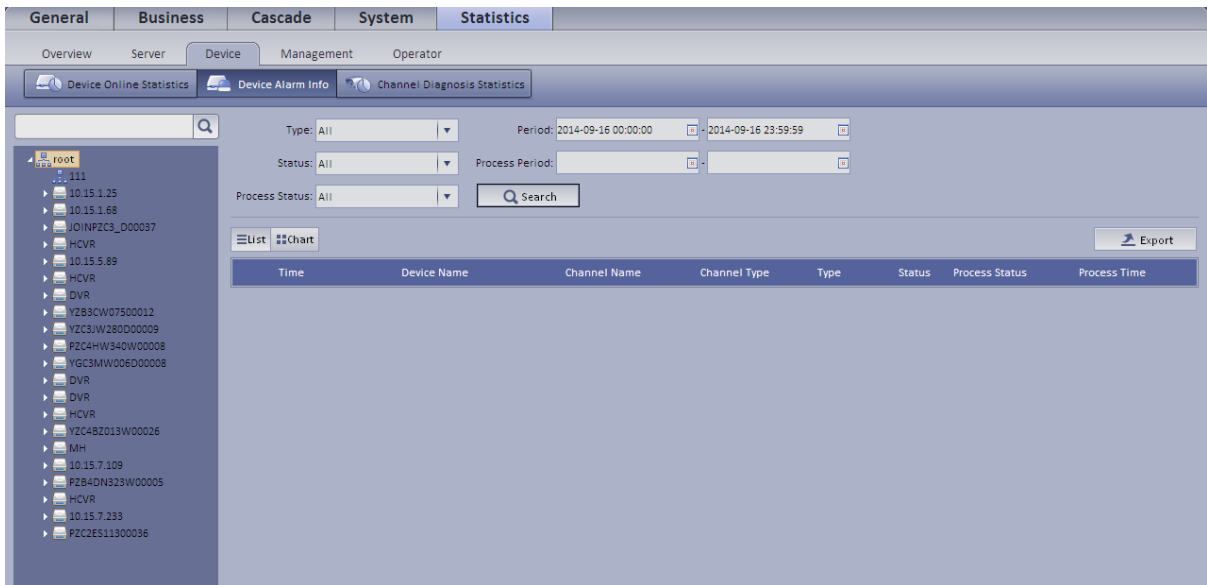 General Business Cascade System Statistics
Overview Server Device Management Operator
Device Online Statistics Device Alarm Info Channel Diagnosis Statistics
Type: All Period: 2014-09-16 00:00:00 - 2014-09-16 23:59:59
Status: All Process Period: -
Process Status: All Search
List Chart Export
Time Device Name Channel Name Channel Type Type Status Process Status Process Time
root
111
10.15.1.25
10.15.1.68
JOINPZC3_D00037
HCVR
10.15.5.89
HCVR
DVR
YZB3CW07500012
YZC3JW280D00009
PZC4HW340W00008
YGC3MW006D00008
DVR
DVR
HCVR
YZC4BZ013W00026
MH
10.15.7.109
PZB4DN323W00005
HCVR
10.15.7.233
PZC2ES11300036